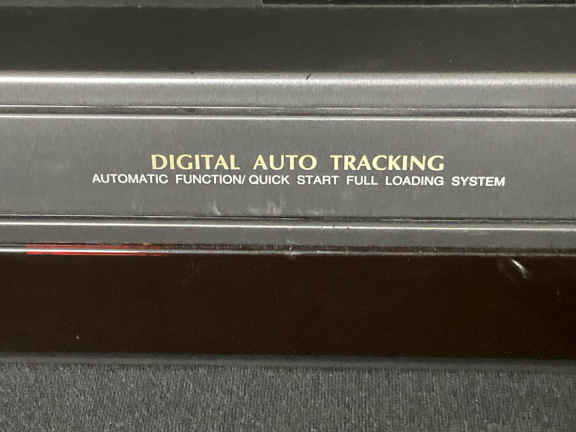 DIGITAL AUTO TRACKING
AUTOMATIC FUNCTION/QUICK START FULL LOADING SYSTEM